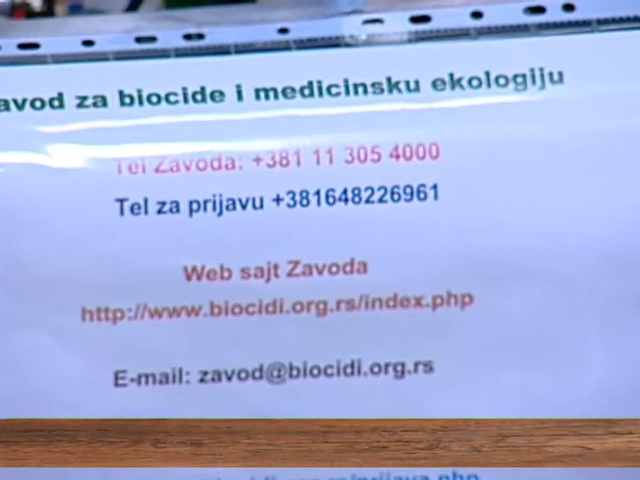 avod za biocide i medicinsku ekologiju
Tel Zavoda: +381 11 305 4000
Tel za prijavu +381648226961
Web sajt Zavoda
http://www.biocidi.org.rs/index.php
E-mail: zavod@biocidi.org.rs